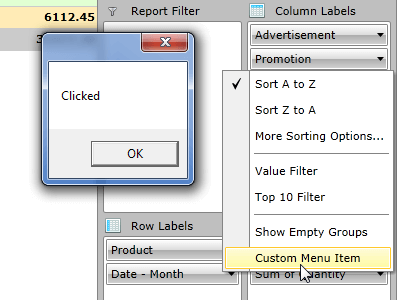 6112.45
Report Filter
Column Labels
Advertisement
Promotion
Clicked
OK
Sort A to Z
Sort Z to A
More Sorting Options...
Value Filter
Top 10 Filter
Show Empty Groups
Custom Menu Item
Row Labels
Product
Date - Month
Sum of Quantity